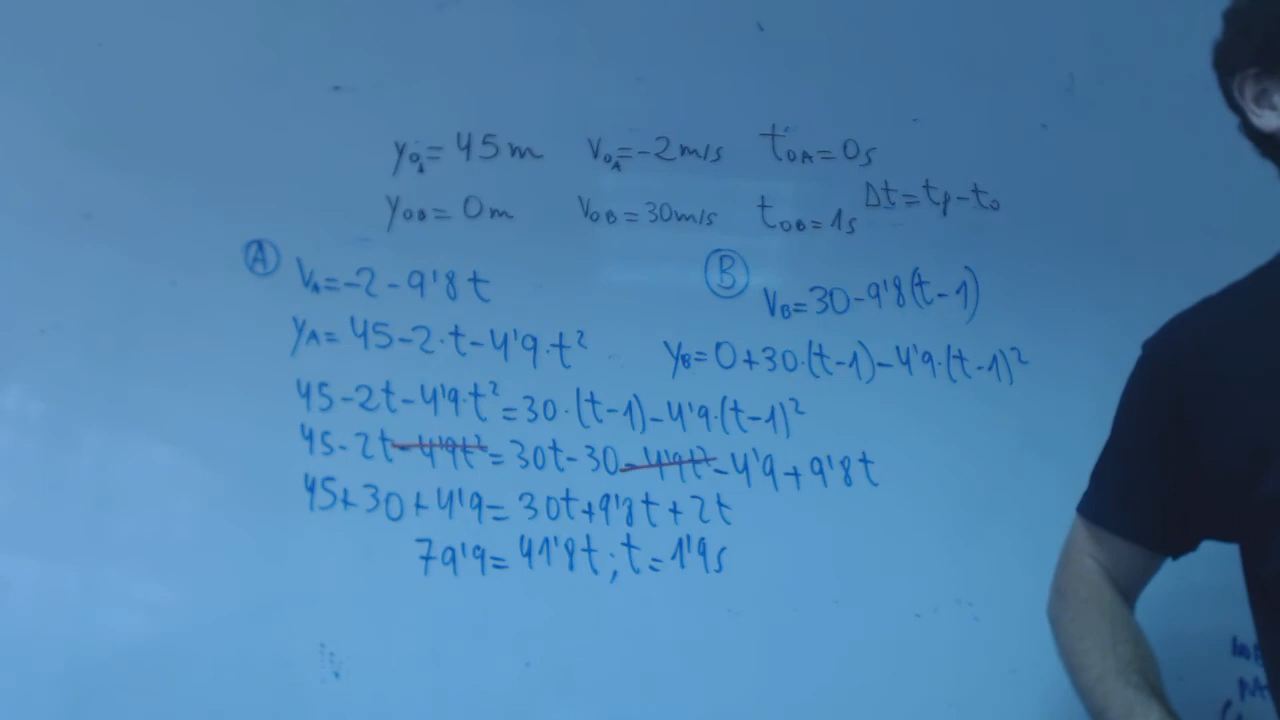 y₀A = 45 m   V₀A = -2 m/s   t₀A = 0s
y₀B = 0 m   V₀B = 30 m/s   t₀B = 1s   Δt = tf - t₀
Ⓐ   VA = -2 - 9'8 t   Ⓑ   VB = 30 - 9'8 (t - 1)
yA = 45 - 2·t - 4'9·t²   yB = 0 + 30·(t-1) - 4'9·(t-1)²
45 - 2t - 4'9·t² = 30·(t-1) - 4'9·(t-1)²
45 - 2t - 4'9t² = 30t - 30 - 4'9t² - 4'9 + 9'8t
45 + 30 + 4'9 = 30t + 9'8t + 2t
79'9 = 41'8t ; t = 1'9s